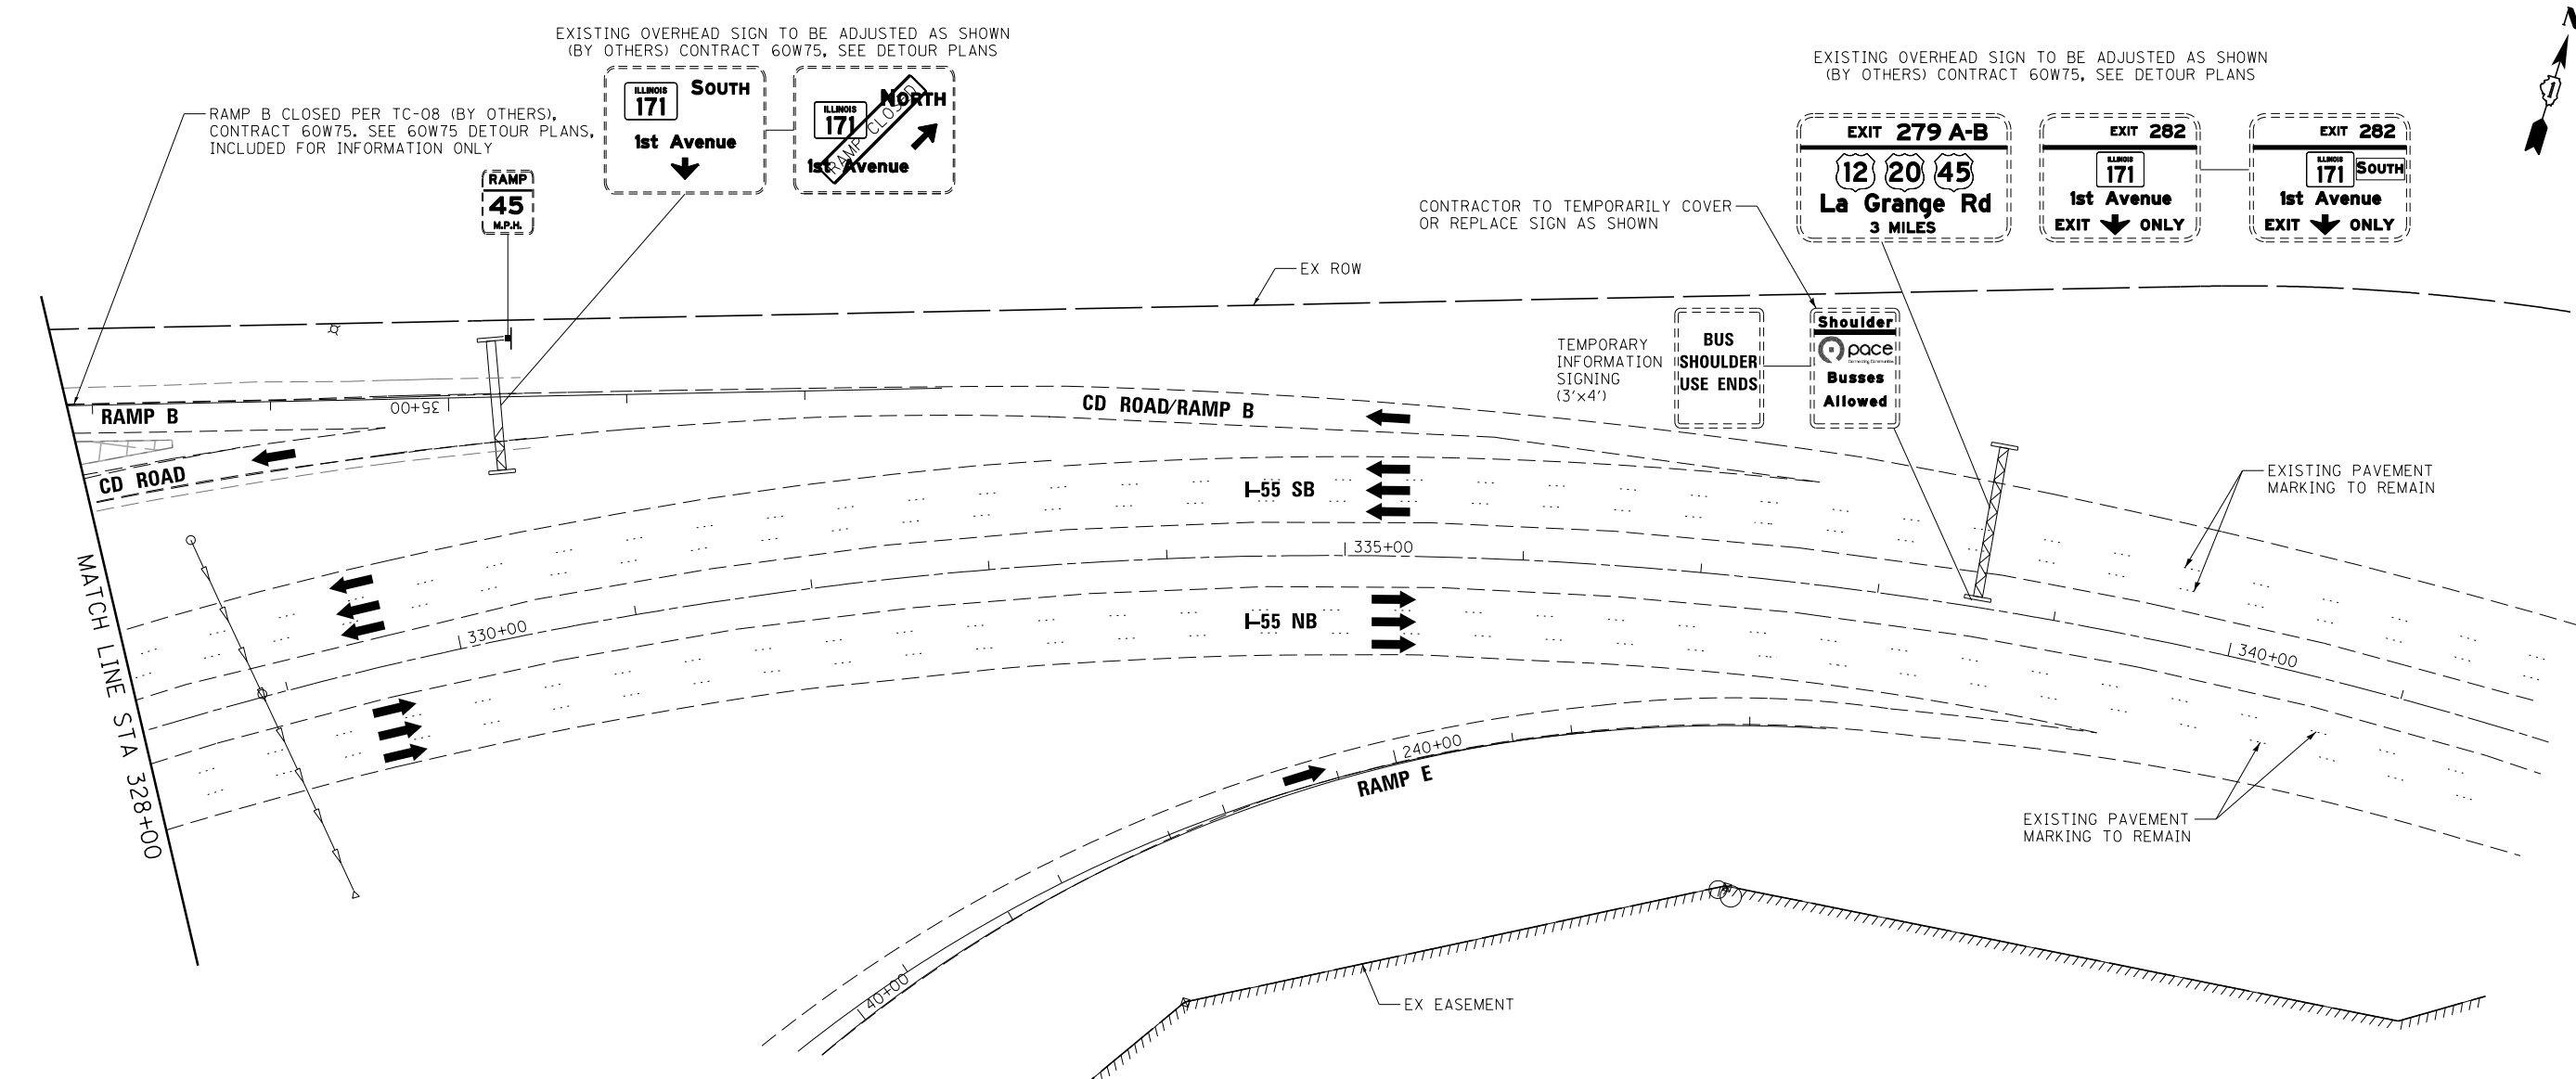 EXISTING OVERHEAD SIGN TO BE ADJUSTED AS SHOWN
(BY OTHERS) CONTRACT 60W75, SEE DETOUR PLANS
ILLINOIS
171
SOUTH
1st Avenue
ILLINOIS
171
NORTH
1st Avenue
RAMP CLOSED
RAMP B CLOSED PER TC-08 (BY OTHERS),
CONTRACT 60W75. SEE 60W75 DETOUR PLANS,
INCLUDED FOR INFORMATION ONLY
RAMP
45
M.P.H.
EXISTING OVERHEAD SIGN TO BE ADJUSTED AS SHOWN
(BY OTHERS) CONTRACT 60W75, SEE DETOUR PLANS
EXIT 279 A-B
12 20 45
La Grange Rd
3 MILES
EXIT 282
ILLINOIS
171
1st Avenue
EXIT ONLY
EXIT 282
ILLINOIS
171
SOUTH
1st Avenue
EXIT ONLY
N
1
CONTRACTOR TO TEMPORARILY COVER
OR REPLACE SIGN AS SHOWN
EX ROW
TEMPORARY
INFORMATION
SIGNING
(3'x4')
BUS
SHOULDER
USE ENDS
Shoulder
pace
Busses
Allowed
35+00
RAMP B
CD ROAD/RAMP B
CD ROAD
I-55 SB
EXISTING PAVEMENT
MARKING TO REMAIN
335+00
330+00
I-55 NB
340+00
MATCH LINE STA 328+00
240+00
RAMP E
EXISTING PAVEMENT
MARKING TO REMAIN
40+00
EX EASEMENT